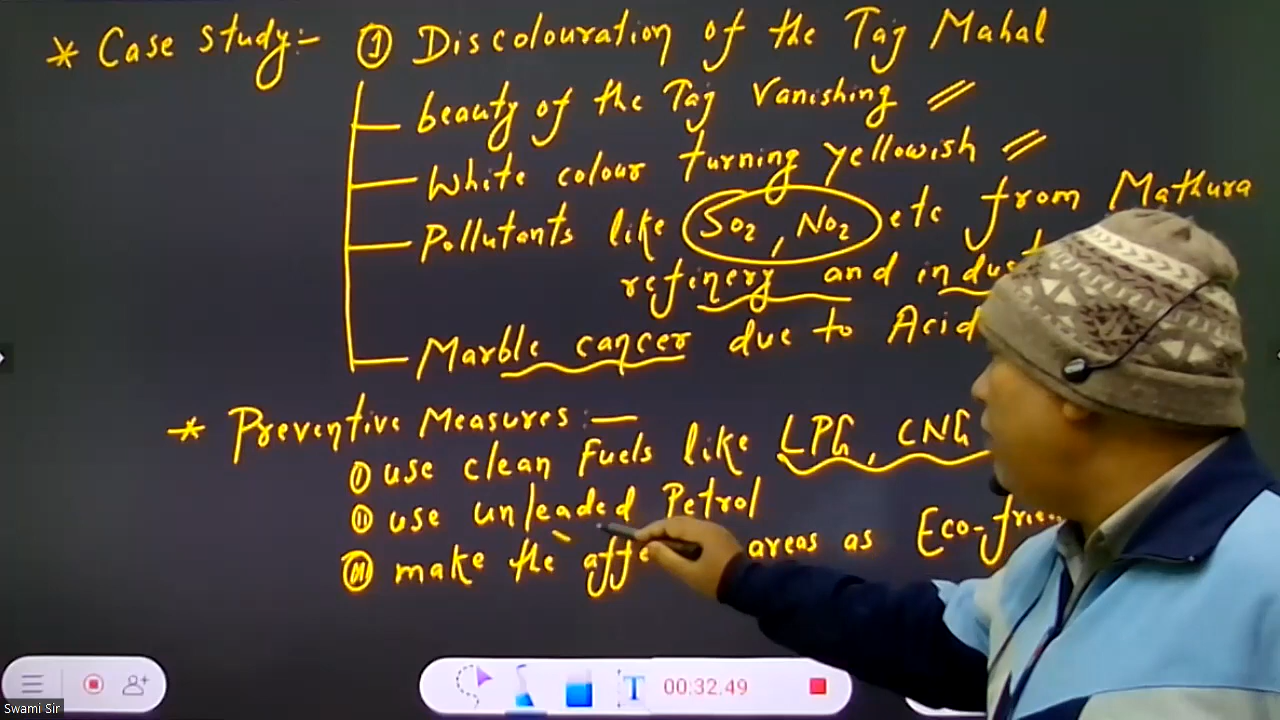 * Case study:- ① Discolouration of the Taj Mahal
beauty of the Taj Vanishing
White colour turning yellowish
Pollutants like SO2, NO2 etc from Mathura
refinery and
Marble cancer due to Acid
* Preventive Measures:-
① use clean Fuels like LPG, CNG
② use unleaded Petrol
③ make the areas as
T 00:32.49
Swami Sir